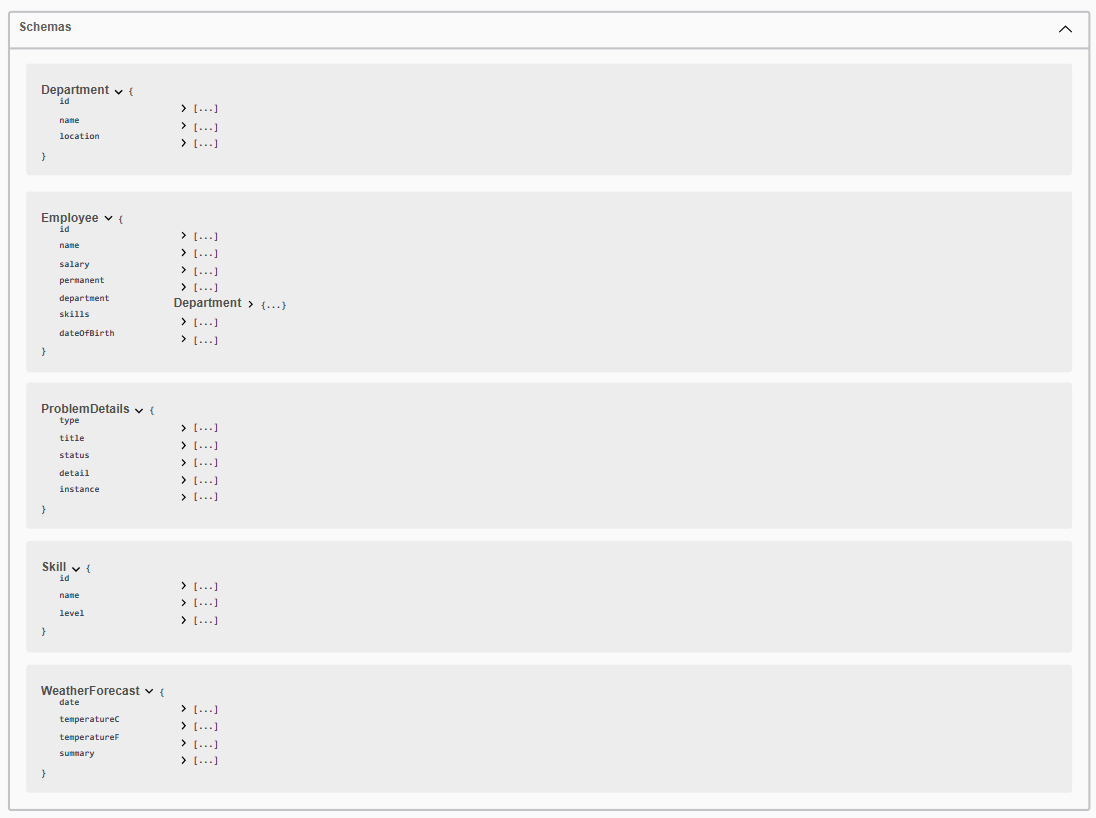 Schemas
Department {
id [...]
name [...]
location [...]
}
Employee {
id [...]
name [...]
salary [...]
permanent [...]
department Department {...}
skills [...]
dateOfBirth [...]
}
ProblemDetails {
type [...]
title [...]
status [...]
detail [...]
instance [...]
}
Skill {
id [...]
name [...]
level [...]
}
WeatherForecast {
date [...]
temperatureC [...]
temperatureF [...]
summary [...]
}